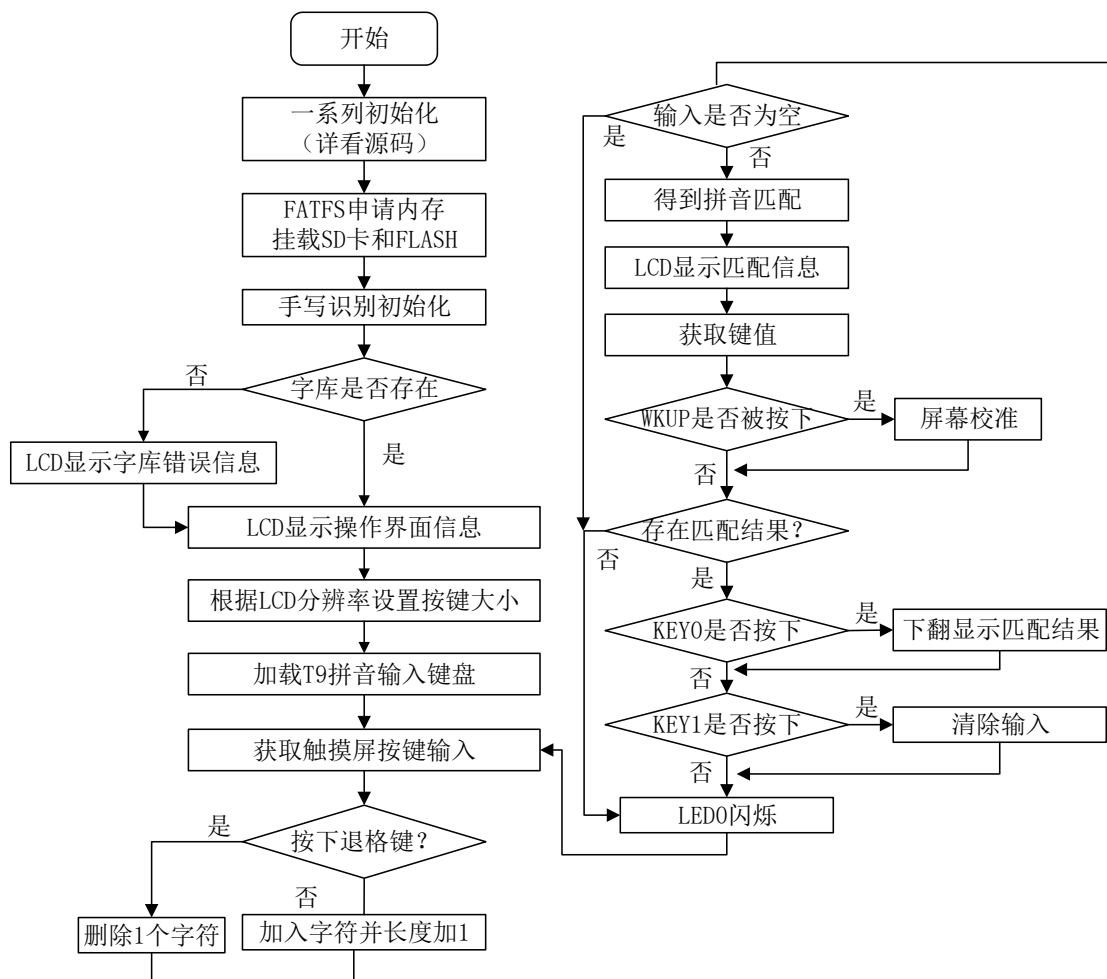 开始
一系列初始化
（详看源码）
FATFS申请内存
挂载SD卡和FLASH
手写识别初始化
字库是否存在
否
是
LCD显示字库错误信息
LCD显示操作界面信息
根据LCD分辨率设置按键大小
加载T9拼音输入键盘
获取触摸屏按键输入
按下退格键？
是
否
删除1个字符
加入字符并长度加1
输入是否为空
是
否
得到拼音匹配
LCD显示匹配信息
获取键值
WKUP是否被按下
是
屏幕校准
否
存在匹配结果？
否
是
KEY0是否按下
是
下翻显示匹配结果
否
KEY1是否按下
是
清除输入
否
LED0闪烁